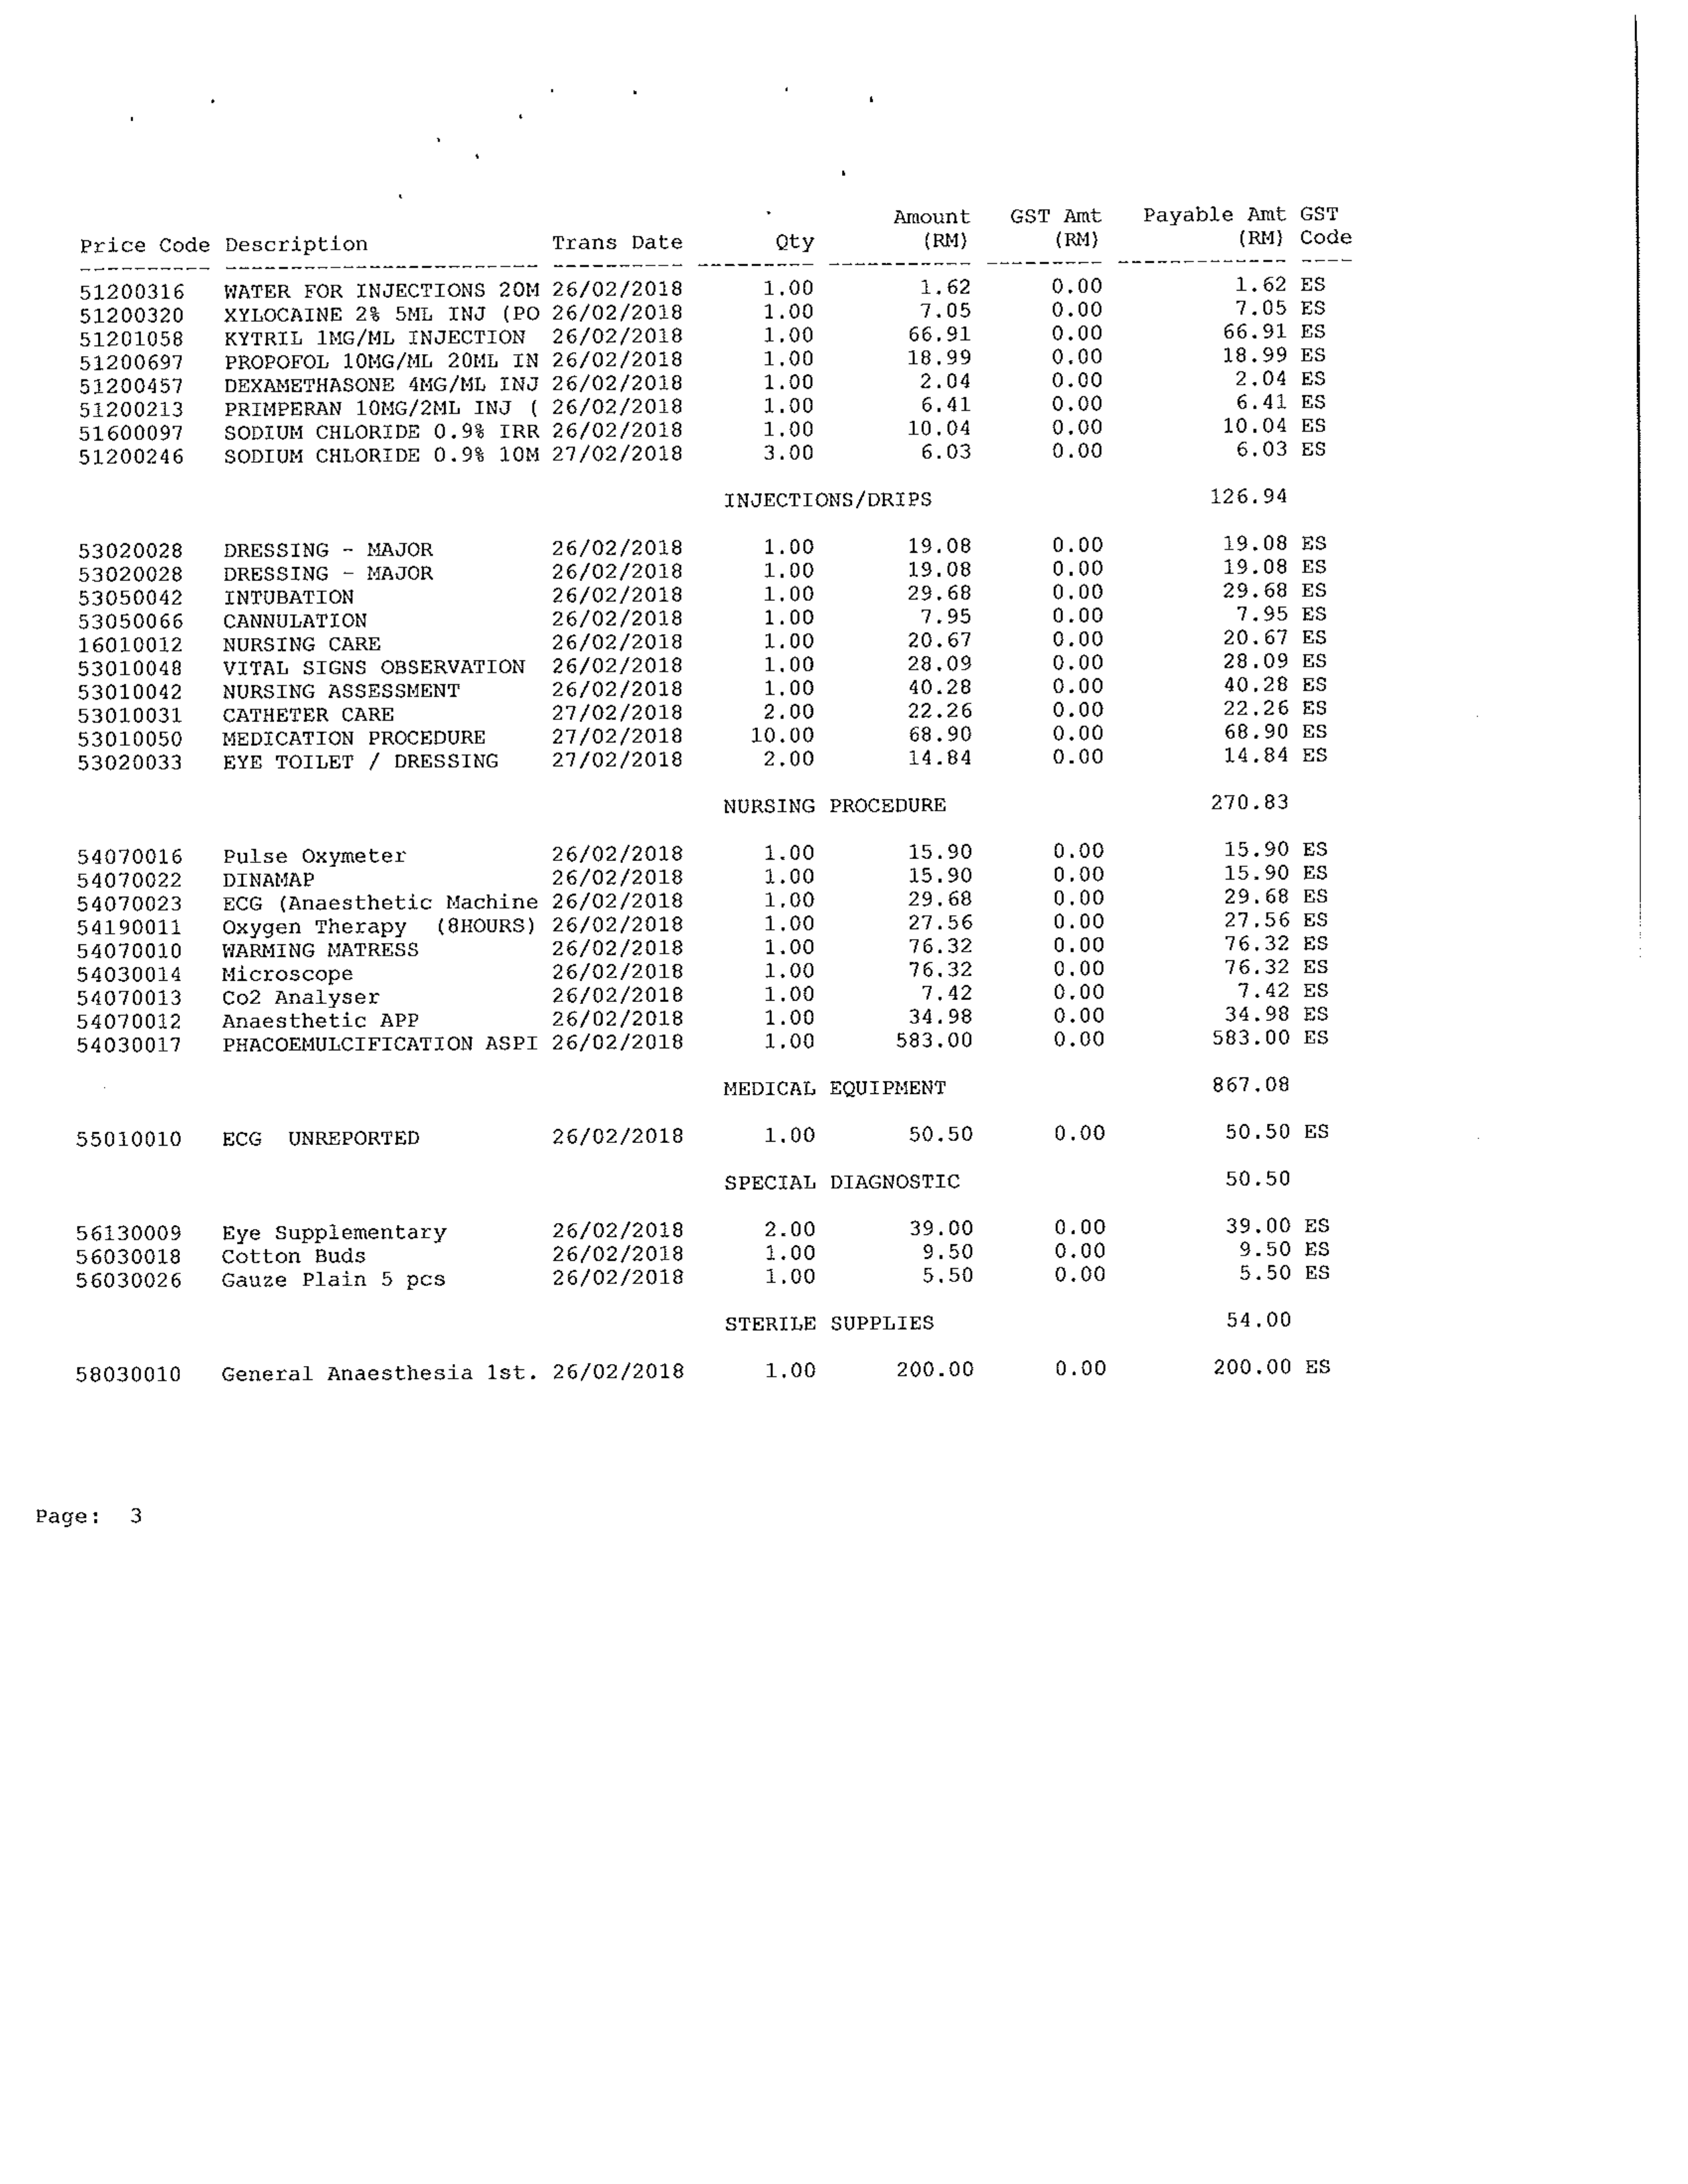 Amount GST Amt Payable Amt GST
Price Code Description Trans Date Qty (RM) (RM) (RM) Code
51200316 WATER FOR INJECTIONS 20M 26/02/2018 1.00 1.62 0.00 1.62 ES
51200320 XYLOCAINE 2% 5ML INJ (PO 26/02/2018 1.00 7.05 0.00 7.05 ES
51201058 KYTRIL 1MG/ML INJECTION 26/02/2018 1.00 66.91 0.00 66.91 ES
51200697 PROPOFOL 10MG/ML 20ML IN 26/02/2018 1.00 18.99 0.00 18.99 ES
51200457 DEXAMETHASONE 4MG/ML INJ 26/02/2018 1.00 2.04 0.00 2.04 ES
51200213 PRIMPERAN 10MG/2ML INJ ( 26/02/2018 1.00 6.41 0.00 6.41 ES
51600097 SODIUM CHLORIDE 0.9% IRR 26/02/2018 1.00 10.04 0.00 10.04 ES
51200246 SODIUM CHLORIDE 0.9% 10M 27/02/2018 3.00 6.03 0.00 6.03 ES
INJECTIONS/DRIPS 126.94
53020028 DRESSING - MAJOR 26/02/2018 1.00 19.08 0.00 19.08 ES
53020028 DRESSING - MAJOR 26/02/2018 1.00 19.08 0.00 19.08 ES
53050042 INTUBATION 26/02/2018 1.00 29.68 0.00 29.68 ES
53050066 CANNULATION 26/02/2018 1.00 7.95 0.00 7.95 ES
16010012 NURSING CARE 26/02/2018 1.00 20.67 0.00 20.67 ES
53010048 VITAL SIGNS OBSERVATION 26/02/2018 1.00 28.09 0.00 28.09 ES
53010042 NURSING ASSESSMENT 26/02/2018 1.00 40.28 0.00 40.28 ES
53010031 CATHETER CARE 27/02/2018 2.00 22.26 0.00 22.26 ES
53010050 MEDICATION PROCEDURE 27/02/2018 10.00 68.90 0.00 68.90 ES
53020033 EYE TOILET / DRESSING 27/02/2018 2.00 14.84 0.00 14.84 ES
NURSING PROCEDURE 270.83
54070016 Pulse Oxymeter 26/02/2018 1.00 15.90 0.00 15.90 ES
54070022 DINAMAP 26/02/2018 1.00 15.90 0.00 15.90 ES
54070023 ECG (Anaesthetic Machine 26/02/2018 1.00 29.68 0.00 29.68 ES
54190011 Oxygen Therapy (8HOURS) 26/02/2018 1.00 27.56 0.00 27.56 ES
54070010 WARMING MATRESS 26/02/2018 1.00 76.32 0.00 76.32 ES
54030014 Microscope 26/02/2018 1.00 76.32 0.00 76.32 ES
54070013 Co2 Analyser 26/02/2018 1.00 7.42 0.00 7.42 ES
54070012 Anaesthetic APP 26/02/2018 1.00 34.98 0.00 34.98 ES
54030017 PHACOEMULCIFICATION ASPI 26/02/2018 1.00 583.00 0.00 583.00 ES
MEDICAL EQUIPMENT 867.08
55010010 ECG UNREPORTED 26/02/2018 1.00 50.50 0.00 50.50 ES
SPECIAL DIAGNOSTIC 50.50
56130009 Eye Supplementary 26/02/2018 2.00 39.00 0.00 39.00 ES
56030018 Cotton Buds 26/02/2018 1.00 9.50 0.00 9.50 ES
56030026 Gauze Plain 5 pcs 26/02/2018 1.00 5.50 0.00 5.50 ES
STERILE SUPPLIES 54.00
58030010 General Anaesthesia 1st. 26/02/2018 1.00 200.00 0.00 200.00 ES
Page: 3